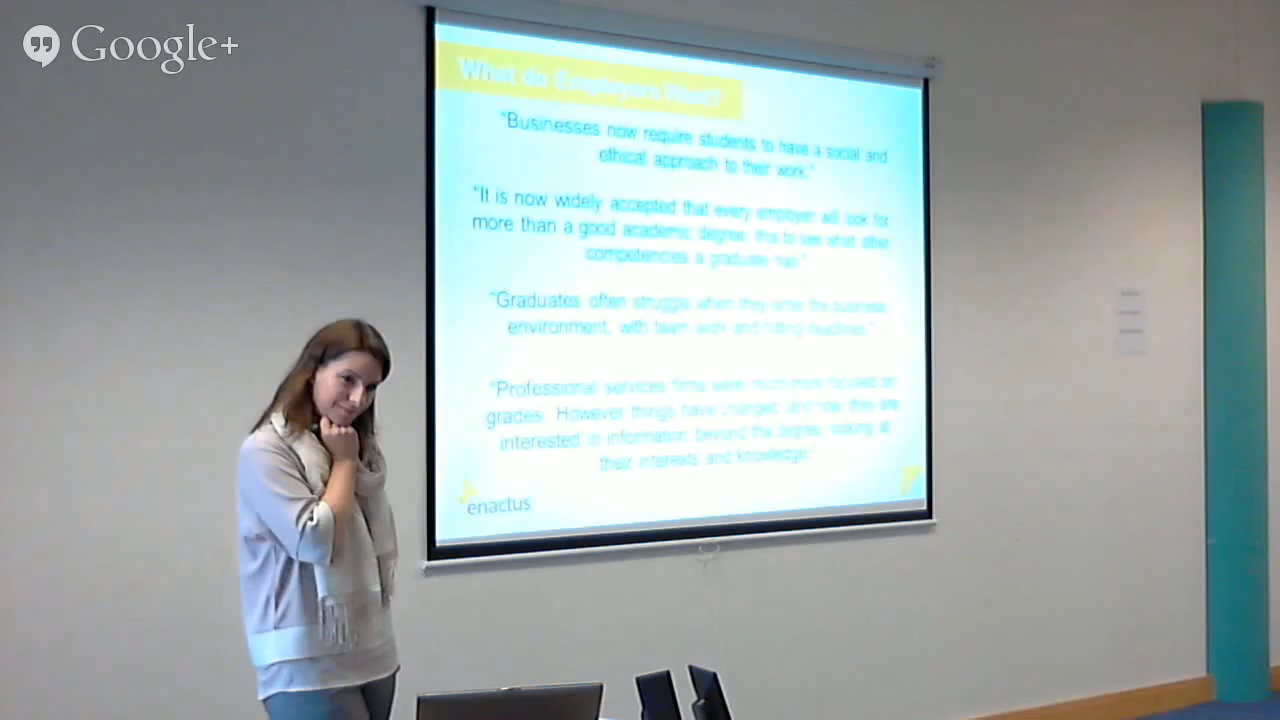 Google+
What do Employers Want?
"Businesses now require students to have a social and
ethical approach to their work."
"It is now widely accepted that every employer will look for
more than a good academic degree, this to see what other
competencies a graduate has."
"Graduates often struggle when they enter the business
environment, with team work and hitting deadlines."
"Professional services firms were much more focused on
grades. However things have changed, and now they are
interested in information beyond the degree, looking at
their interests and knowledge"
enactus